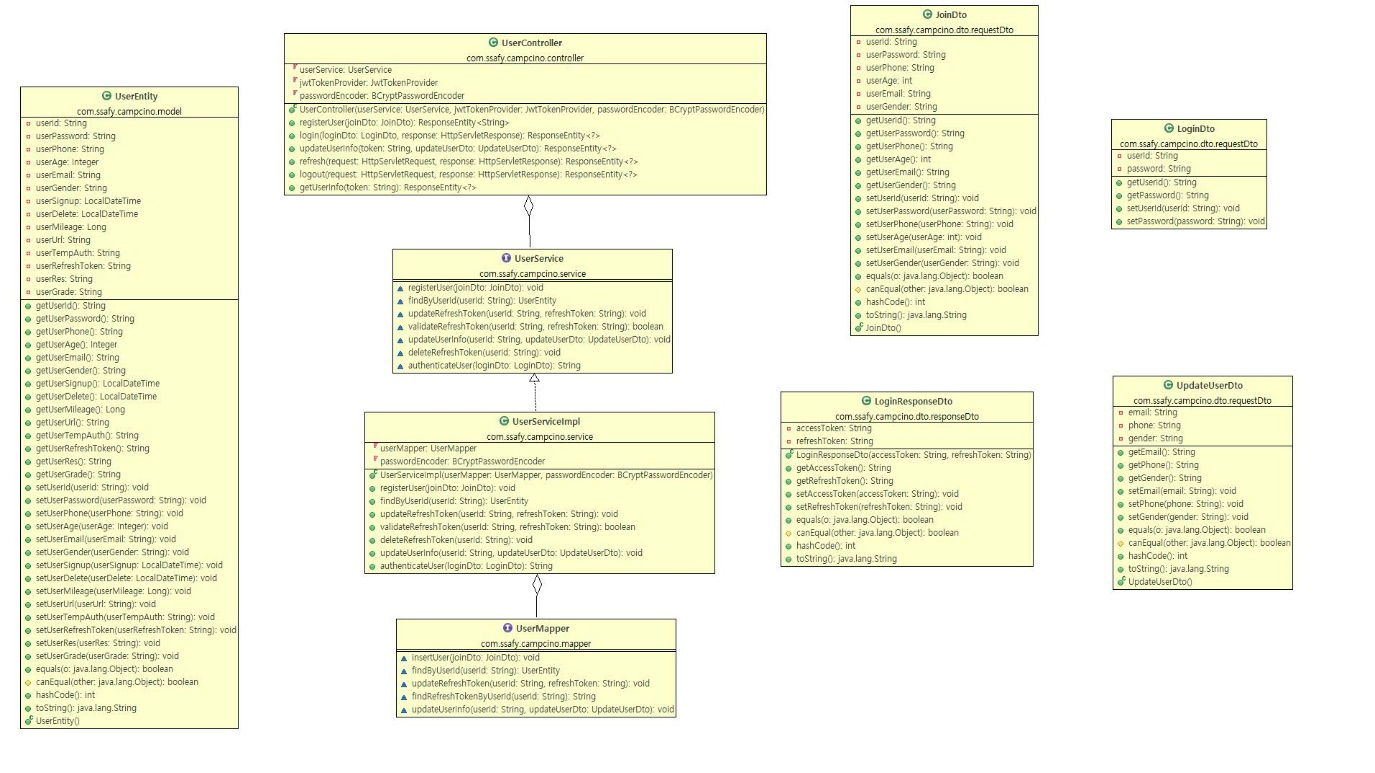 UserEntity
com.ssafy.campcino.model
userId: String
userPassword: String
userPhone: String
userAge: Integer
userEmail: String
userGender: String
userSignup: LocalDateTime
userDelete: LocalDateTime
userMileage: Long
userUrl: String
userTempAuth: String
userRefreshToken: String
userRes: String
userGrade: String
getUserId(): String
getUserPassword(): String
getUserPhone(): String
getUserAge(): Integer
getUserEmail(): String
getUserGender(): String
getUserSignup(): LocalDateTime
getUserDelete(): LocalDateTime
getUserMileage(): Long
getUserUrl(): String
getUserTempAuth(): String
getUserRefreshToken(): String
getUserRes(): String
getUserGrade(): String
setUserId(userId: String): void
setUserPassword(userPassword: String): void
setUserPhone(userPhone: String): void
setUserAge(userAge: Integer): void
setUserEmail(userEmail: String): void
setUserGender(userGender: String): void
setUserSignup(userSignup: LocalDateTime): void
setUserDelete(userDelete: LocalDateTime): void
setUserMileage(userMileage: Long): void
setUserUrl(userUrl: String): void
setUserTempAuth(userTempAuth: String): void
setUserRefreshToken(userRefreshToken: String): void
setUserRes(userRes: String): void
setUserGrade(userGrade: String): void
equals(o: java.lang.Object): boolean
canEqual(other: java.lang.Object): boolean
hashCode(): int
toString(): java.lang.String
UserEntity()
UserController
com.ssafy.campcino.controller
userService: UserService
jwtTokenProvider: JwtTokenProvider
passwordEncoder: BCryptPasswordEncoder
UserController(userService: UserService, jwtTokenProvider: JwtTokenProvider, passwordEncoder: BCryptPasswordEncoder)
registerUser(joinDto: JoinDto): ResponseEntity<String>
login(loginDto: LoginDto, response: HttpServletResponse): ResponseEntity<?>
updateUserInfo(token: String, updateUserDto: UpdateUserDto): ResponseEntity<?>
refresh(request: HttpServletRequest, response: HttpServletResponse): ResponseEntity<?>
logout(request: HttpServletRequest, response: HttpServletResponse): ResponseEntity<?>
getUserInfo(token: String): ResponseEntity<?>
UserService
com.ssafy.campcino.service
registerUser(joinDto: JoinDto): void
findByUserId(userId: String): UserEntity
updateRefreshToken(userId: String, refreshToken: String): void
validateRefreshToken(userId: String, refreshToken: String): boolean
updateUserInfo(userId: String, updateUserDto: UpdateUserDto): void
deleteRefreshToken(userId: String): void
authenticateUser(loginDto: LoginDto): String
UserServiceImpl
com.ssafy.campcino.service
userMapper: UserMapper
passwordEncoder: BCryptPasswordEncoder
UserServiceImpl(userMapper: UserMapper, passwordEncoder: BCryptPasswordEncoder)
registerUser(joinDto: JoinDto): void
findByUserId(userId: String): UserEntity
updateRefreshToken(userId: String, refreshToken: String): void
validateRefreshToken(userId: String, refreshToken: String): boolean
deleteRefreshToken(userId: String): void
updateUserInfo(userId: String, updateUserDto: UpdateUserDto): void
authenticateUser(loginDto: LoginDto): String
UserMapper
com.ssafy.campcino.mapper
insertUser(joinDto: JoinDto): void
findByUserId(userId: String): UserEntity
updateRefreshToken(userId: String, refreshToken: String): void
findRefreshTokenByUserId(userId: String): String
updateUserInfo(userId: String, updateUserDto: UpdateUserDto): void
JoinDto
com.ssafy.campcino.dto.requestDto
userId: String
userPassword: String
userPhone: String
userAge: int
userEmail: String
userGender: String
getUserId(): String
getUserPassword(): String
getUserPhone(): String
getUserAge(): int
getUserEmail(): String
getUserGender(): String
setUserId(userId: String): void
setUserPassword(userPassword: String): void
setUserPhone(userPhone: String): void
setUserAge(userAge: int): void
setUserEmail(userEmail: String): void
setUserGender(userGender: String): void
equals(o: java.lang.Object): boolean
canEqual(other: java.lang.Object): boolean
hashCode(): int
toString(): java.lang.String
JoinDto()
LoginResponseDto
com.ssafy.campcino.dto.responseDto
accessToken: String
refreshToken: String
LoginResponseDto(accessToken: String, refreshToken: String)
getAccessToken(): String
getRefreshToken(): String
setAccessToken(accessToken: String): void
setRefreshToken(refreshToken: String): void
equals(o: java.lang.Object): boolean
canEqual(other: java.lang.Object): boolean
hashCode(): int
toString(): java.lang.String
LoginDto
com.ssafy.campcino.dto.requestDto
userId: String
password: String
getUserId(): String
getPassword(): String
setUserId(userId: String): void
setPassword(password: String): void
UpdateUserDto
com.ssafy.campcino.dto.requestDto
email: String
phone: String
gender: String
getEmail(): String
getPhone(): String
getGender(): String
setEmail(email: String): void
setPhone(phone: String): void
setGender(gender: String): void
equals(o: java.lang.Object): boolean
canEqual(other: java.lang.Object): boolean
hashCode(): int
toString(): java.lang.String
UpdateUserDto()